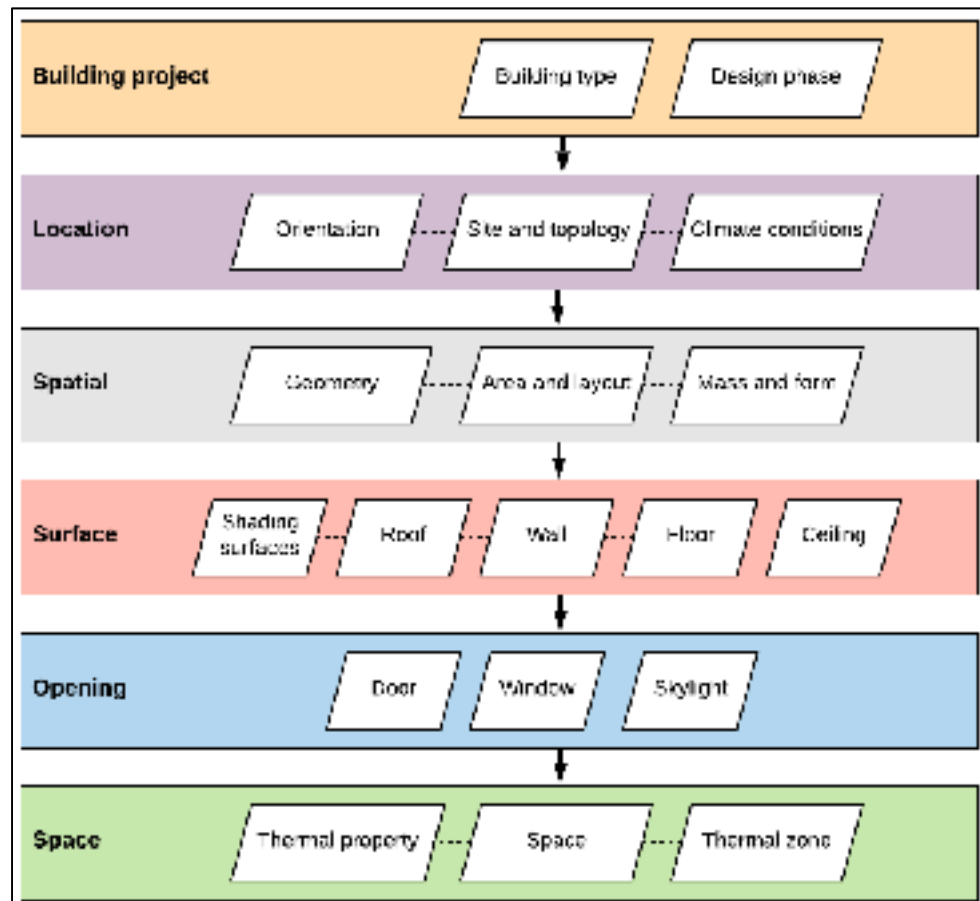 Building project
Building type
Design phase
Location
Orientation
Site and topology
Climate conditions
Spatial
Geometry
Area and layout
Mass and form
Surface
Shading
surfaces
Roof
Wall
Floor
Ceiling
Opening
Door
Window
Skylight
Space
Thermal property
Space
Thermal zone